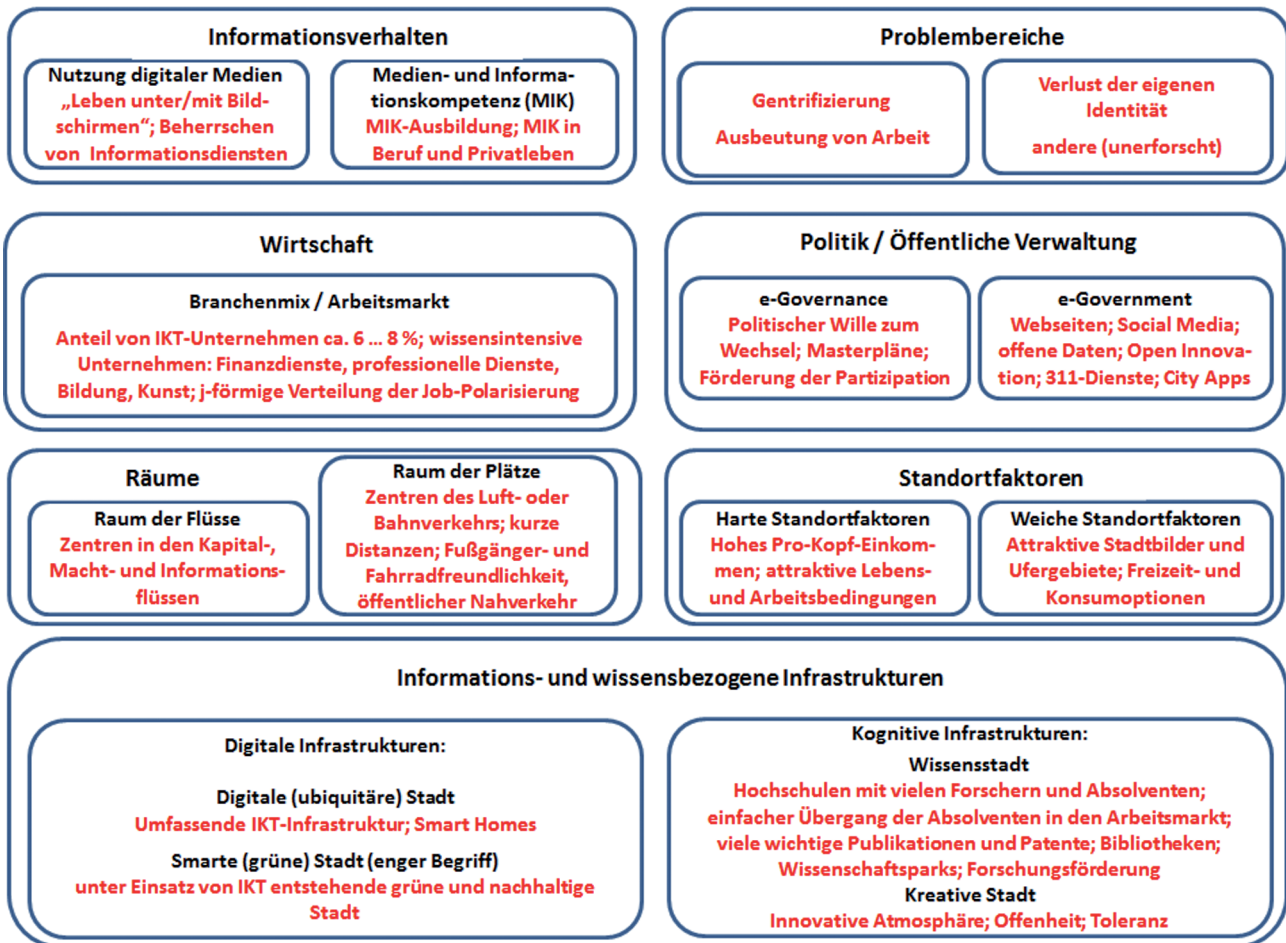 Informationsverhalten
Nutzung digitaler Medien
„Leben unter/mit Bild-
schirmen“; Beherrschen
von Informationsdiensten
Medien- und Informa-
tionskompetenz (MIK)
MIK-Ausbildung; MIK in
Beruf und Privatleben
Problembereiche
Gentrifizierung
Ausbeutung von Arbeit
Verlust der eigenen
Identität
andere (unerforscht)
Wirtschaft
Branchenmix / Arbeitsmarkt
Anteil von IKT-Unternehmen ca. 6 ... 8 %; wissensintensive
Unternehmen: Finanzdienste, professionelle Dienste,
Bildung, Kunst; j-förmige Verteilung der Job-Polarisierung
Politik / Öffentliche Verwaltung
e-Governance
Politischer Wille zum
Wechsel; Masterpläne;
Förderung der Partizipation
e-Government
Webseiten; Social Media;
offene Daten; Open Innova-
tion; 311-Dienste; City Apps
Räume
Raum der Flüsse
Zentren in den Kapital-,
Macht- und Informations-
flüssen
Raum der Plätze
Zentren des Luft- oder
Bahnverkehrs; kurze
Distanzen; Fußgänger- und
Fahrradfreundlichkeit,
öffentlicher Nahverkehr
Standortfaktoren
Harte Standortfaktoren
Hohes Pro-Kopf-Einkom-
men; attraktive Lebens-
und Arbeitsbedingungen
Weiche Standortfaktoren
Attraktive Stadtbilder und
Ufergebiete; Freizeit- und
Konsumoptionen
Informations- und wissensbezogene Infrastrukturen
Digitale Infrastrukturen:
Digitale (ubiquitäre) Stadt
Umfassende IKT-Infrastruktur; Smart Homes
Smarte (grüne) Stadt (enger Begriff)
unter Einsatz von IKT entstehende grüne und nachhaltige
Stadt
Kognitive Infrastrukturen:
Wissensstadt
Hochschulen mit vielen Forschern und Absolventen;
einfacher Übergang der Absolventen in den Arbeitsmarkt;
viele wichtige Publikationen und Patente; Bibliotheken;
Wissenschaftsparks; Forschungsförderung
Kreative Stadt
Innovative Atmosphäre; Offenheit; Toleranz